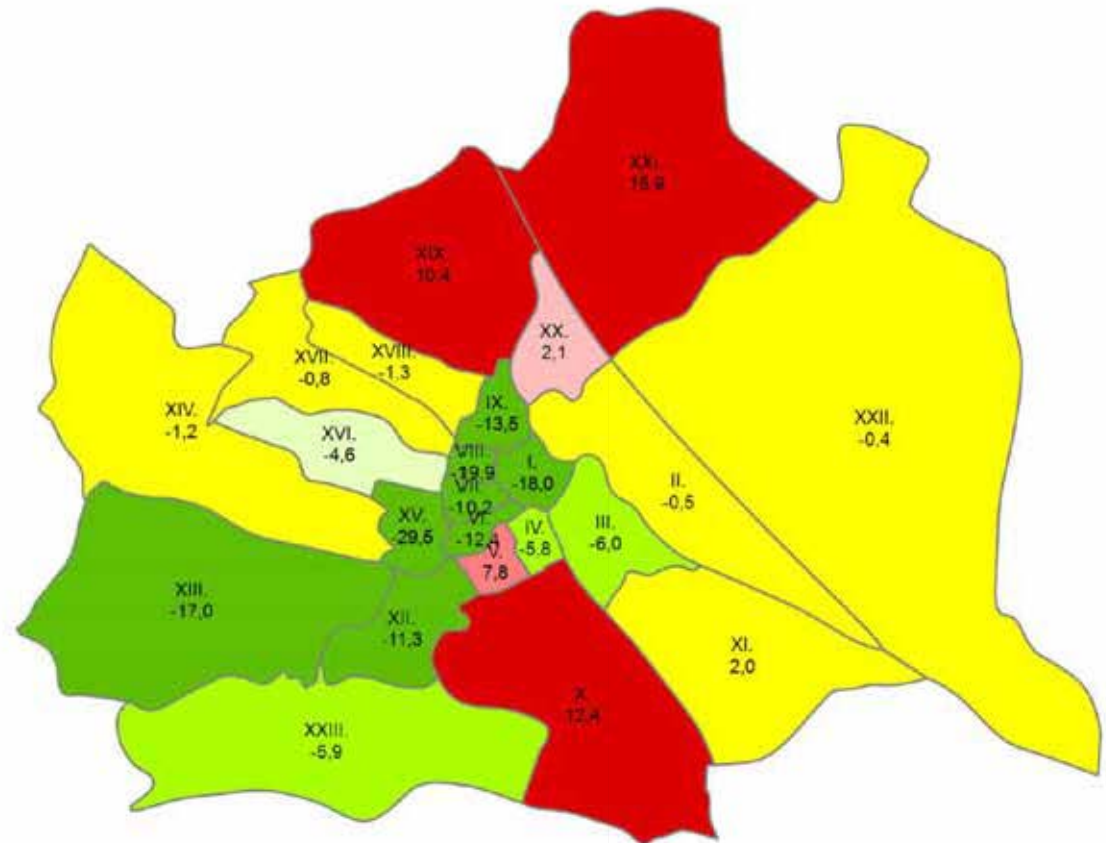 XXI.
XIX.
10,4
XX.
2,1
XVIII.
-1,3
XVII.
-0,8
IX.
-13,5
XIV.
-1,2
XXII.
-0,4
XVI.
-4,6
VIII.
-19,9
I.
-18,0
II.
-0,5
VII.
-10,2
XV.
-29,5
VI.
-12,4
IV.
-5,8
III.
-6,0
V.
7,8
XIII.
-17,0
XII.
-11,3
XI.
2,0
X.
12,4
XXIII.
-5,9